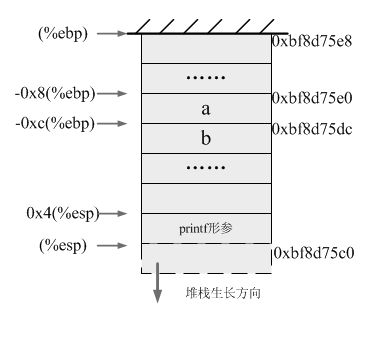 (%ebp)
0xbf8d75e8
……
-0x8(%ebp)
0xbf8d75e0
a
-0xc(%ebp)
0xbf8d75dc
b
……
0x4(%esp)
printf形参
(%esp)
0xbf8d75c0
堆栈生长方向